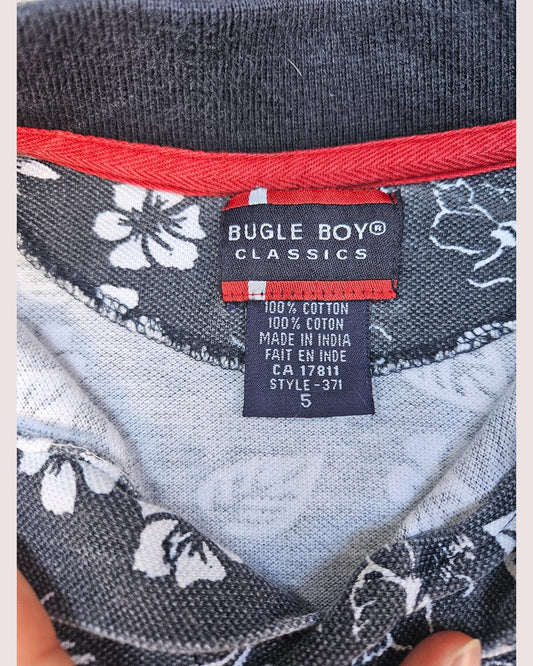 BUGLE BOY®
CLASSICS
100% COTTON
100% COTON
MADE IN INDIA
FAIT EN INDE
CA 17811
STYLE-371
5